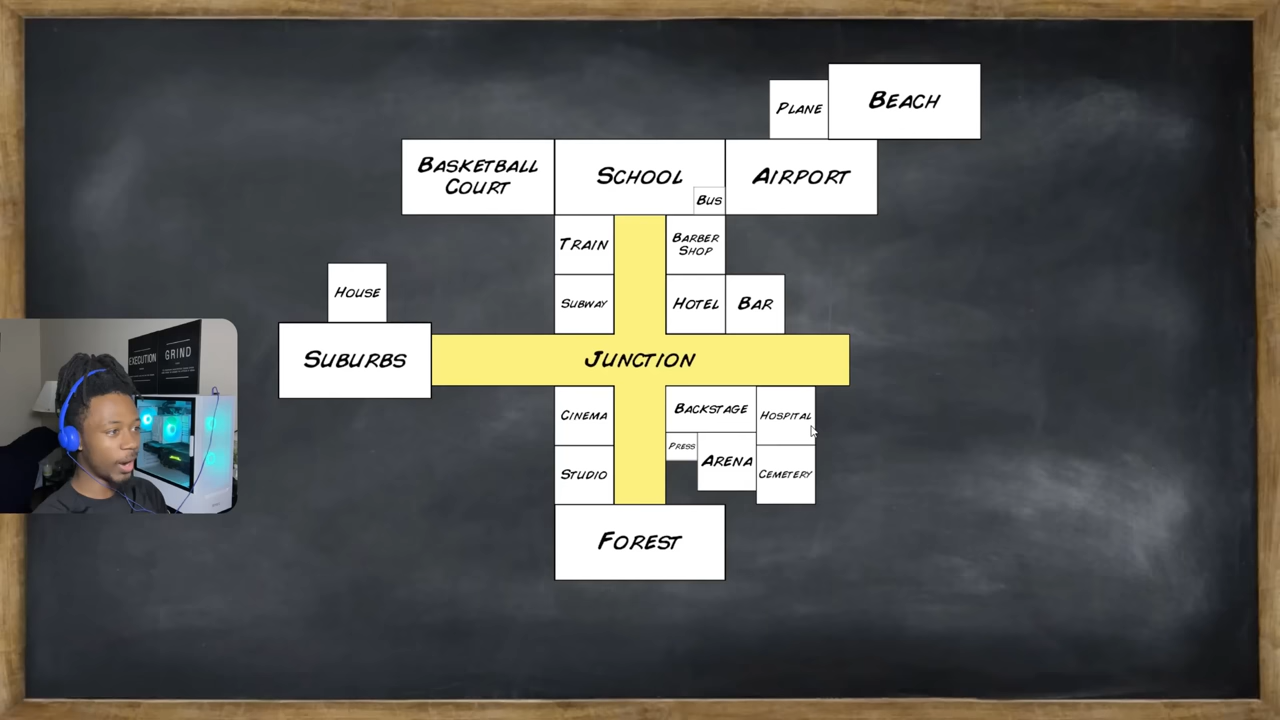 Beach
Plane
Basketball
Court
School
Airport
Bus
Train
Barber
Shop
House
Subway
Hotel
Bar
Suburbs
Junction
EXECUTION
GRIND
Cinema
Backstage
Hospital
Press
Arena
Studio
Cemetery
Forest